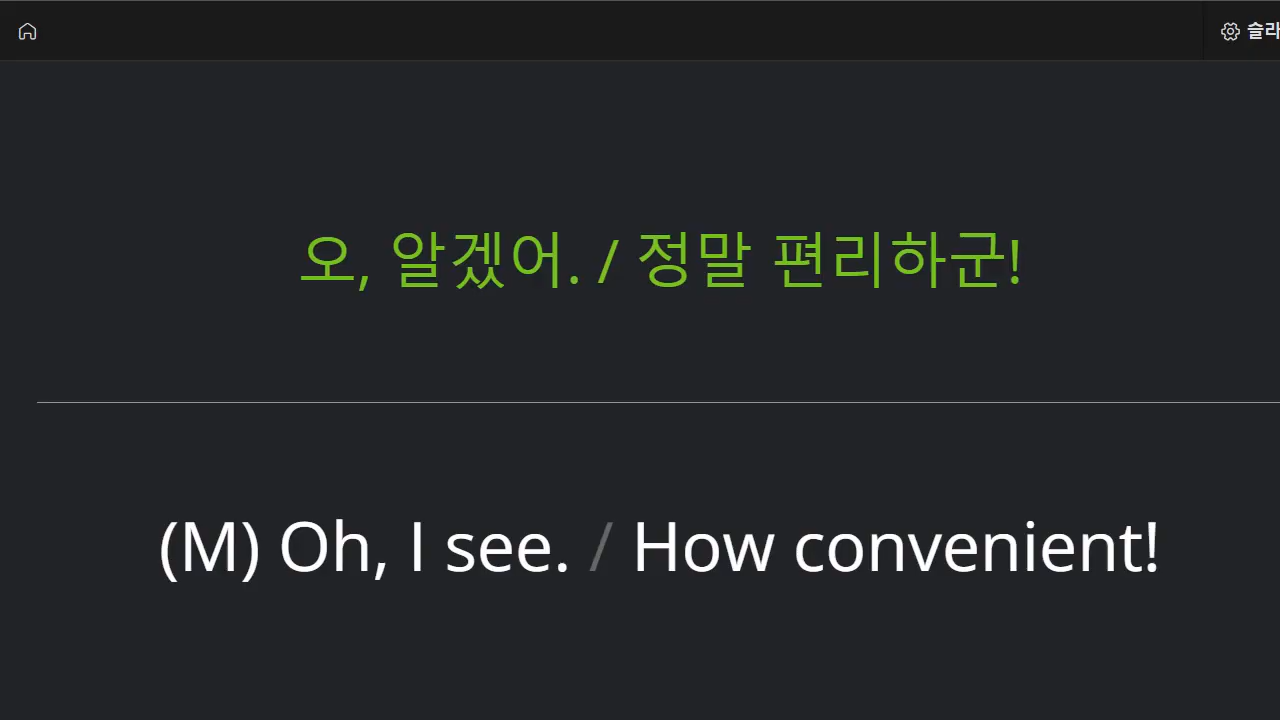 슬라
오, 알겠어. / 정말 편리하군!
(M) Oh, I see. / How convenient!